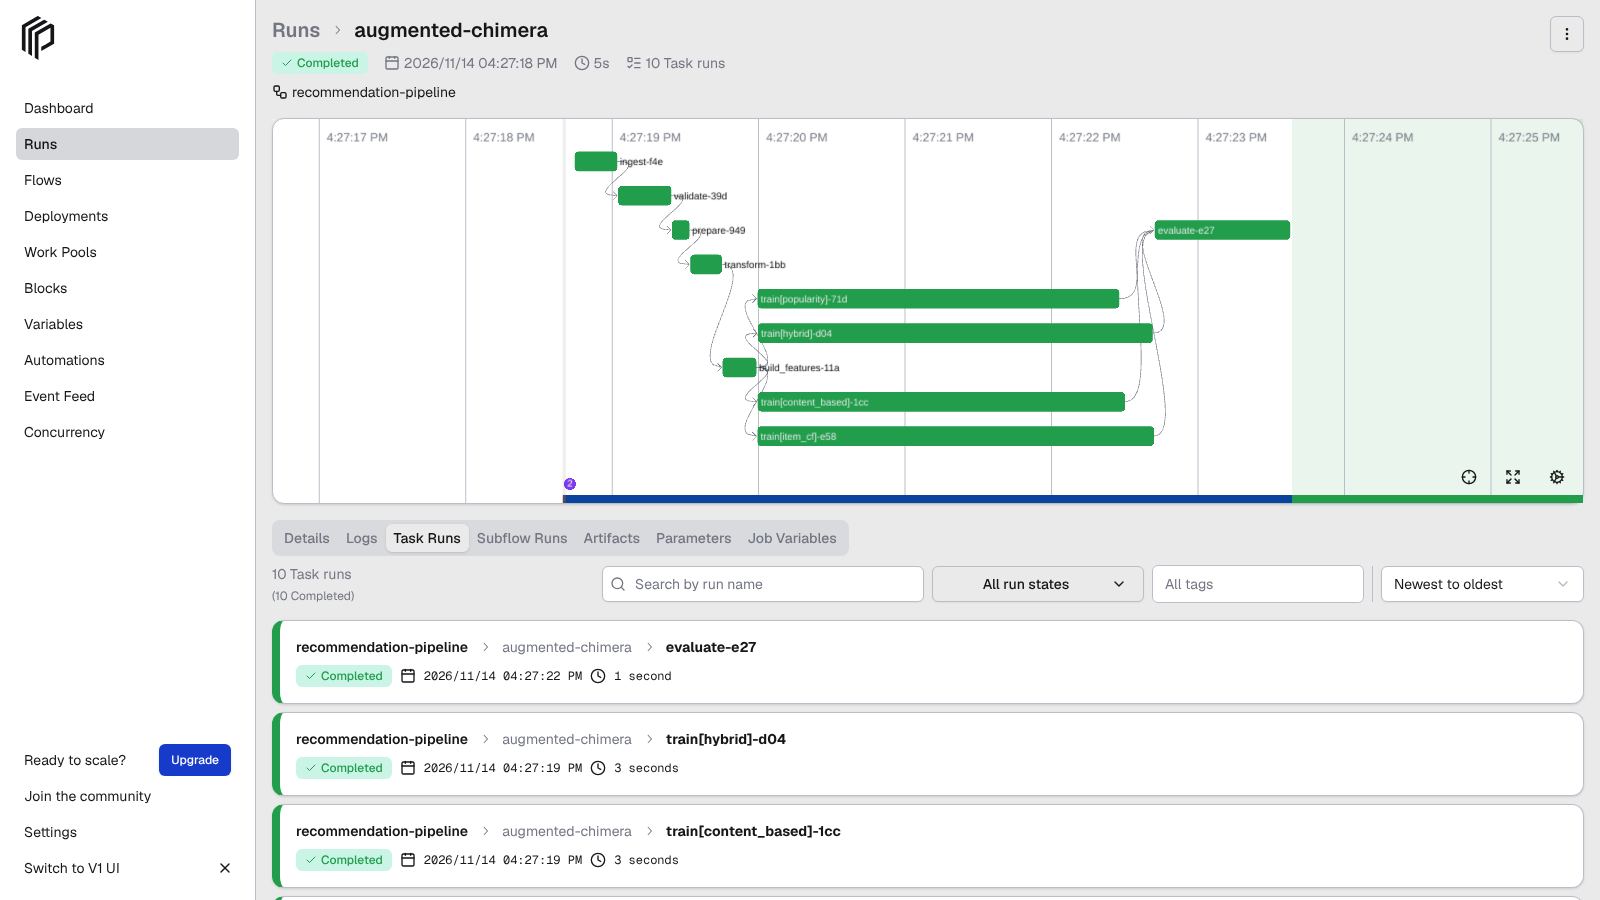 Dashboard
Runs
Flows
Deployments
Work Pools
Blocks
Variables
Automations
Event Feed
Concurrency
Ready to scale?
Upgrade
Join the community
Settings
Switch to V1 UI
Runs
augmented-chimera
Completed
2026/11/14 04:27:18 PM
5s
10 Task runs
recommendation-pipeline
4:27:17 PM
4:27:18 PM
4:27:19 PM
4:27:20 PM
4:27:21 PM
4:27:22 PM
4:27:23 PM
4:27:24 PM
4:27:25 PM
ingest-f4e
validate-39d
prepare-949
evaluate-e27
transform-1bb
train[popularity]-71d
train[hybrid]-d04
build_features-11a
train[content_based]-1cc
train[item_cf]-e58
2
Details
Logs
Task Runs
Subflow Runs
Artifacts
Parameters
Job Variables
10 Task runs
(10 Completed)
Search by run name
All run states
All tags
Newest to oldest
recommendation-pipeline augmented-chimera evaluate-e27
Completed 2026/11/14 04:27:22 PM 1 second
recommendation-pipeline augmented-chimera train[hybrid]-d04
Completed 2026/11/14 04:27:19 PM 3 seconds
recommendation-pipeline augmented-chimera train[content_based]-1cc
Completed 2026/11/14 04:27:19 PM 3 seconds